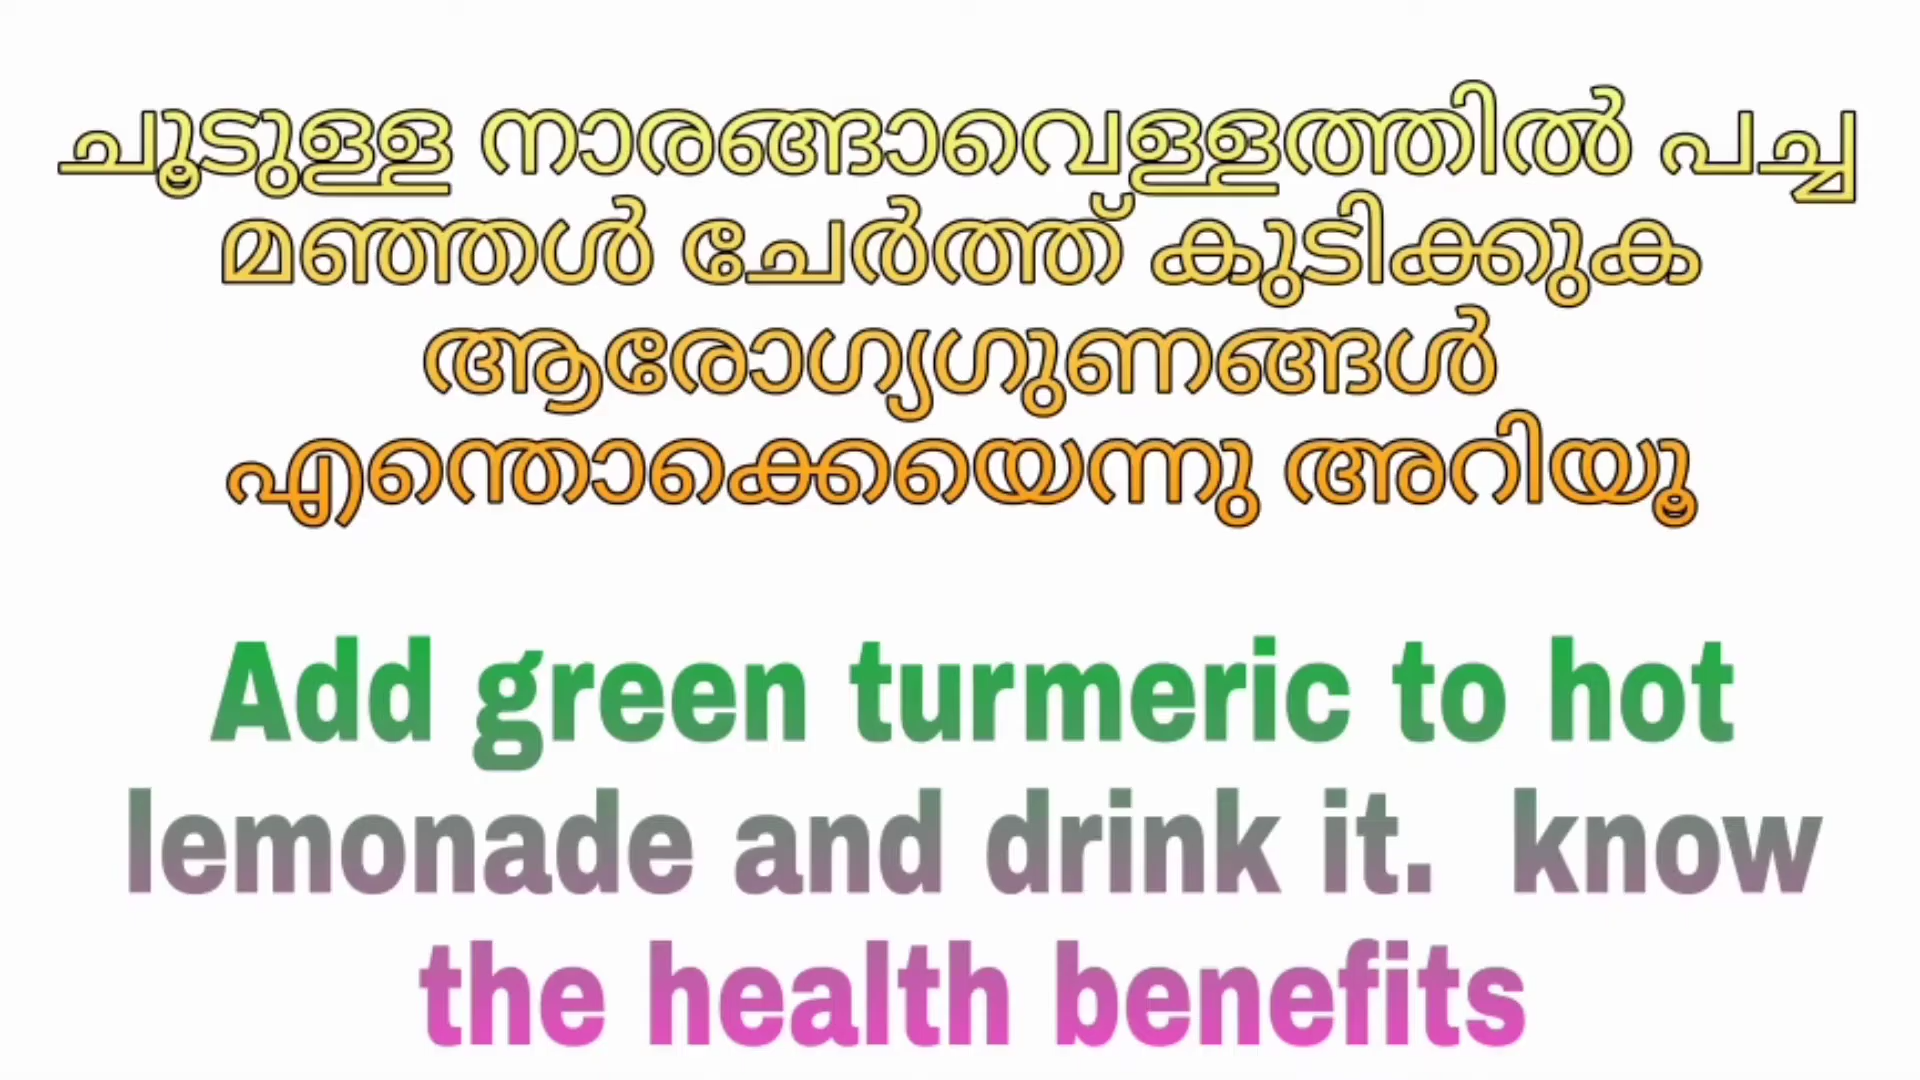 ചൂടുള്ള നാരങ്ങാവെള്ളത്തിൽ പച്ച
മഞ്ഞൾ ചേർത്ത് കുടിക്കുക
ആരോഗ്യഗുണങ്ങൾ
എന്തൊക്കെയെന്നു അറിയൂ
Add green turmeric to hot
lemonade and drink it.  know
the health benefits